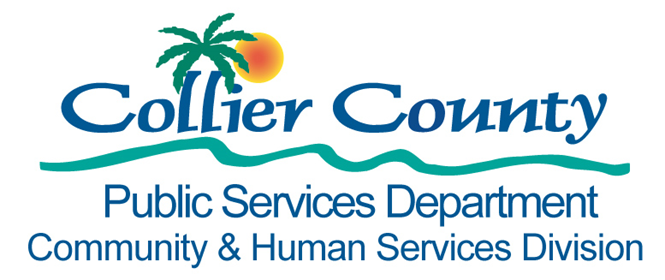 Collier County
Public Services Department
Community & Human Services Division